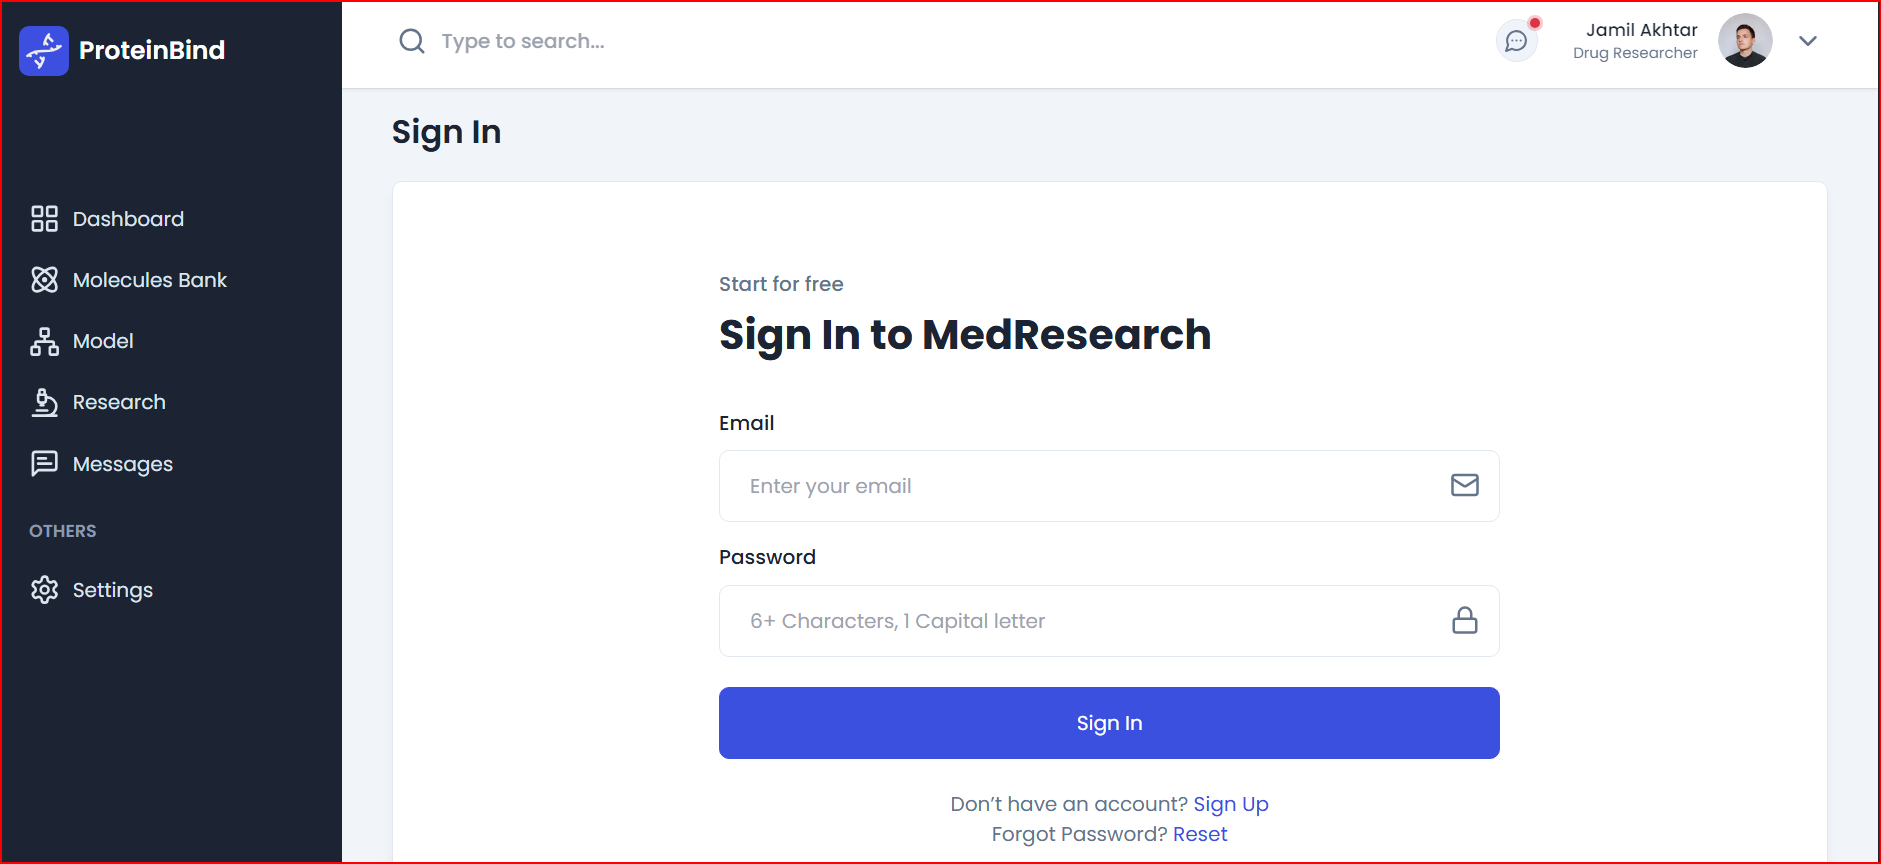 ProteinBind
Type to search...
Jamil Akhtar
Drug Researcher
Dashboard
Molecules Bank
Model
Research
Messages
OTHERS
Settings
Sign In
Start for free
Sign In to MedResearch
Email
Enter your email
Password
6+ Characters, 1 Capital letter
Sign In
Don’t have an account? Sign Up
Forgot Password? Reset